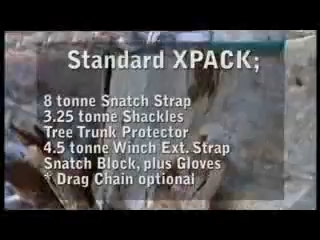 Standard XPACK;
8 tonne Snatch Strap
3.25 tonne Shackles
Tree Trunk Protector
4.5 tonne Winch Ext. Strap
Snatch Block, plus Gloves
* Drag Chain optional